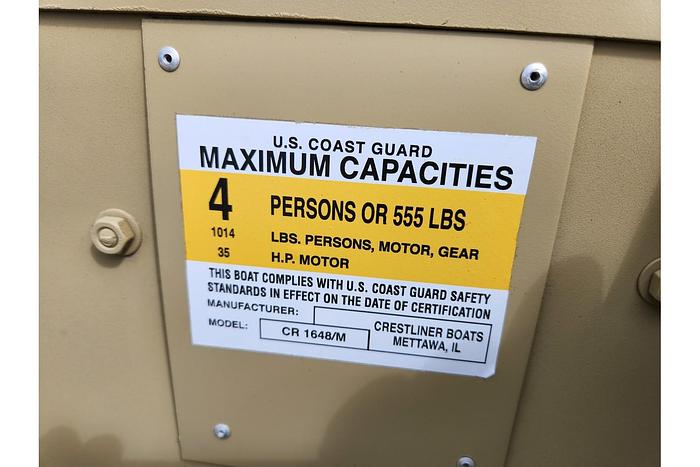 U.S. COAST GUARD
MAXIMUM CAPACITIES
4 PERSONS OR 555 LBS
1014 LBS. PERSONS, MOTOR, GEAR
35 H.P. MOTOR
THIS BOAT COMPLIES WITH U.S. COAST GUARD SAFETY
STANDARDS IN EFFECT ON THE DATE OF CERTIFICATION
MANUFACTURER: CRESTLINER BOATS
METTAWA, IL
MODEL: CR 1648/M